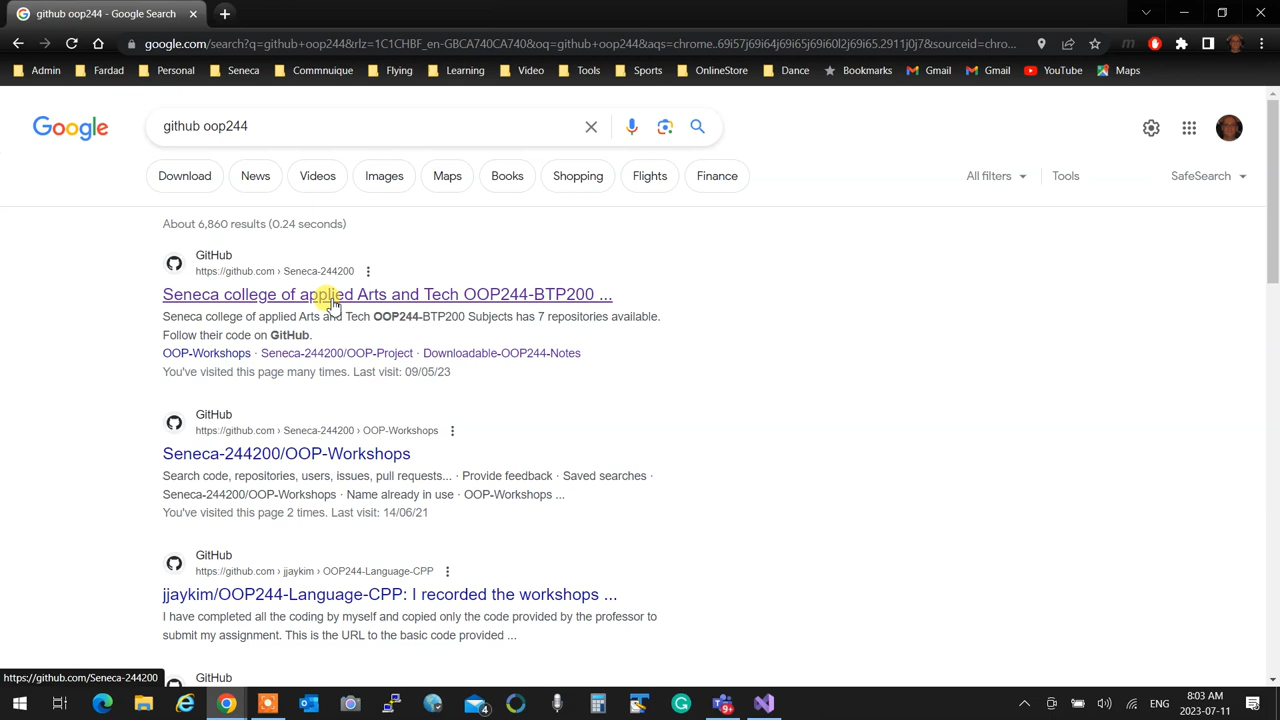 github oop244 - Google Search
google.com/search?q=github+oop244&rlz=1C1CHBF_en-GBCA740CA740&oq=github+oop244&aqs=chrome..69i57j69i64j69i65j69i60l2j69i65.2911j0j7&sourceid=chro...
Admin Fardad Personal Seneca Commnuique Flying Learning Video Tools Sports OnlineStore Dance Bookmarks Gmail Gmail YouTube Maps
Google github oop244
Download News Videos Images Maps Books Shopping Flights Finance All filters Tools SafeSearch
About 6,860 results (0.24 seconds)
GitHub
https://github.com › Seneca-244200
Seneca college of applied Arts and Tech OOP244-BTP200 ...
Seneca college of applied Arts and Tech OOP244-BTP200 Subjects has 7 repositories available.
Follow their code on GitHub.
OOP-Workshops · Seneca-244200/OOP-Project · Downloadable-OOP244-Notes
You've visited this page many times. Last visit: 09/05/23
GitHub
https://github.com › Seneca-244200 › OOP-Workshops
Seneca-244200/OOP-Workshops
Search code, repositories, users, issues, pull requests... · Provide feedback · Saved searches ·
Seneca-244200/OOP-Workshops · Name already in use · OOP-Workshops ...
You've visited this page 2 times. Last visit: 14/06/21
GitHub
https://github.com › jjaykim › OOP244-Language-CPP
jjaykim/OOP244-Language-CPP: I recorded the workshops ...
I have completed all the coding by myself and copied only the code provided by the professor to
submit my assignment. This is the URL to the basic code provided ...
GitHub
https://github.com/Seneca-244200
4 9+ ENG 8:03 AM
2023-07-11